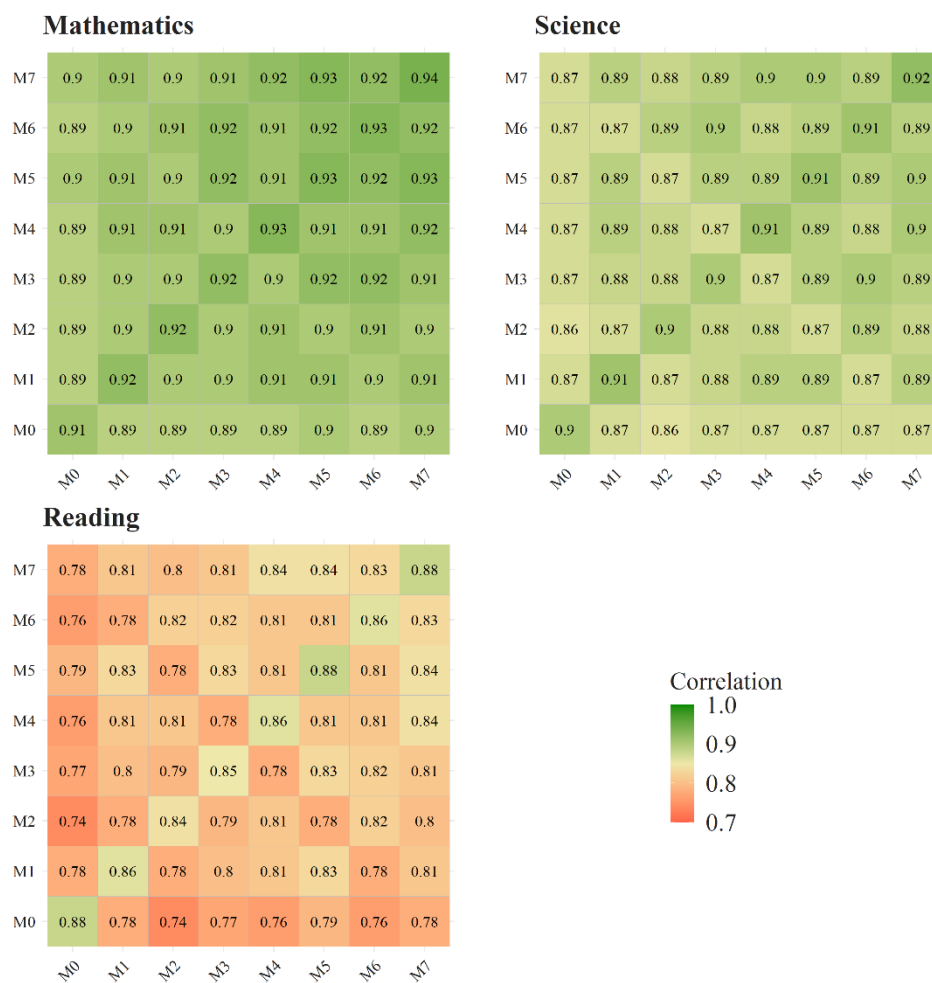 Mathematics
M7 0.9 0.91 0.9 0.91 0.92 0.93 0.92 0.94
M6 0.89 0.9 0.91 0.92 0.91 0.92 0.93 0.92
M5 0.9 0.91 0.9 0.92 0.91 0.93 0.92 0.93
M4 0.89 0.91 0.91 0.9 0.93 0.91 0.91 0.92
M3 0.89 0.9 0.9 0.92 0.9 0.92 0.92 0.91
M2 0.89 0.9 0.92 0.9 0.91 0.9 0.91 0.9
M1 0.89 0.92 0.9 0.9 0.91 0.91 0.9 0.91
M0 0.91 0.89 0.89 0.89 0.89 0.9 0.89 0.9
M0 M1 M2 M3 M4 M5 M6 M7
Science
M7 0.87 0.89 0.88 0.89 0.9 0.9 0.89 0.92
M6 0.87 0.87 0.89 0.9 0.88 0.89 0.91 0.89
M5 0.87 0.89 0.87 0.89 0.89 0.91 0.89 0.9
M4 0.87 0.89 0.88 0.87 0.91 0.89 0.88 0.9
M3 0.87 0.88 0.88 0.9 0.87 0.89 0.9 0.89
M2 0.86 0.87 0.9 0.88 0.88 0.87 0.89 0.88
M1 0.87 0.91 0.87 0.88 0.89 0.89 0.87 0.89
M0 0.9 0.87 0.86 0.87 0.87 0.87 0.87 0.87
M0 M1 M2 M3 M4 M5 M6 M7
Reading
M7 0.78 0.81 0.8 0.81 0.84 0.84 0.83 0.88
M6 0.76 0.78 0.82 0.82 0.81 0.81 0.86 0.83
M5 0.79 0.83 0.78 0.83 0.81 0.88 0.81 0.84
M4 0.76 0.81 0.81 0.78 0.86 0.81 0.81 0.84
M3 0.77 0.8 0.79 0.85 0.78 0.83 0.82 0.81
M2 0.74 0.78 0.84 0.79 0.81 0.78 0.82 0.8
M1 0.78 0.86 0.78 0.8 0.81 0.83 0.78 0.81
M0 0.88 0.78 0.74 0.77 0.76 0.79 0.76 0.78
M0 M1 M2 M3 M4 M5 M6 M7
Correlation
1.0
0.9
0.8
0.7